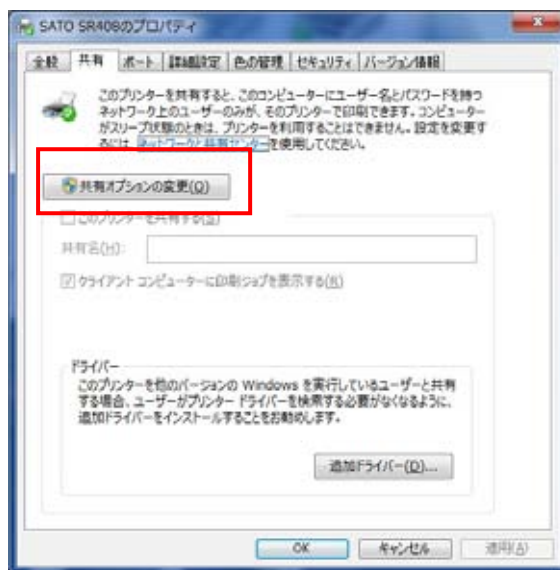 SATO SR408のプロパティ
全般 共有 ポート 詳細設定 色の管理 セキュリティ バージョン情報
このプリンターを共有すると、このコンピューターにユーザー名とパスワードを持つ
ネットワーク上のユーザーのみが、そのプリンターで印刷できます。コンピューター
がスリープ状態のときは、プリンターを利用することはできません。設定を変更す
るには、ネットワークと共有センターを使用してください。
共有オプションの変更(O)
このプリンターを共有する(S)
共有名(H):
クライアント コンピューターに印刷ジョブを表示する(N)
ドライバー
このプリンターを他のバージョンの Windows を実行しているユーザーと共有
する場合、ユーザーがプリンター ドライバーを検索する必要がなくなるように、
追加ドライバーをインストールすることをお勧めします。
追加ドライバー(D)...
OK キャンセル 適用(A)